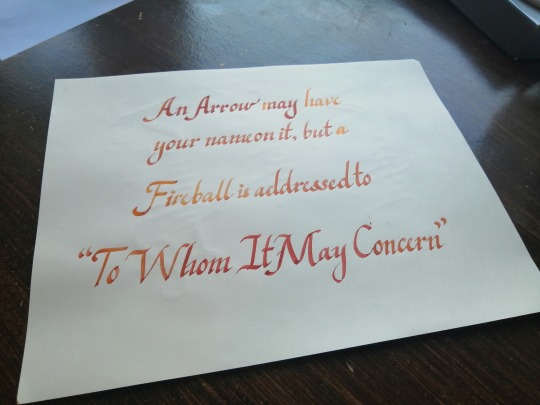 An Arrow may have
your name on it, but a
Fireball is addressed to
“To Whom It May Concern”